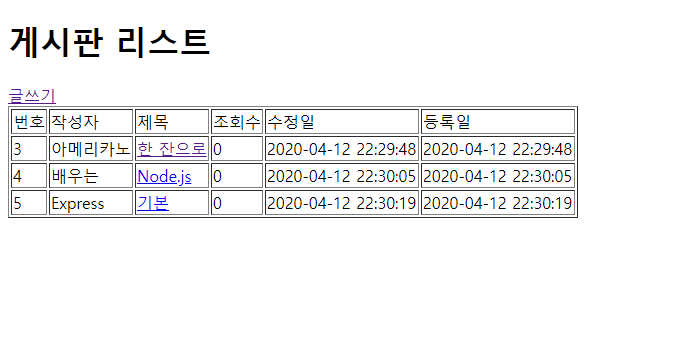 게시판 리스트
글쓰기
번호 작성자 제목 조회수 수정일 등록일
3 아메리카노 한 잔으로 0 2020-04-12 22:29:48 2020-04-12 22:29:48
4 배우는 Node.js 0 2020-04-12 22:30:05 2020-04-12 22:30:05
5 Express 기본 0 2020-04-12 22:30:19 2020-04-12 22:30:19